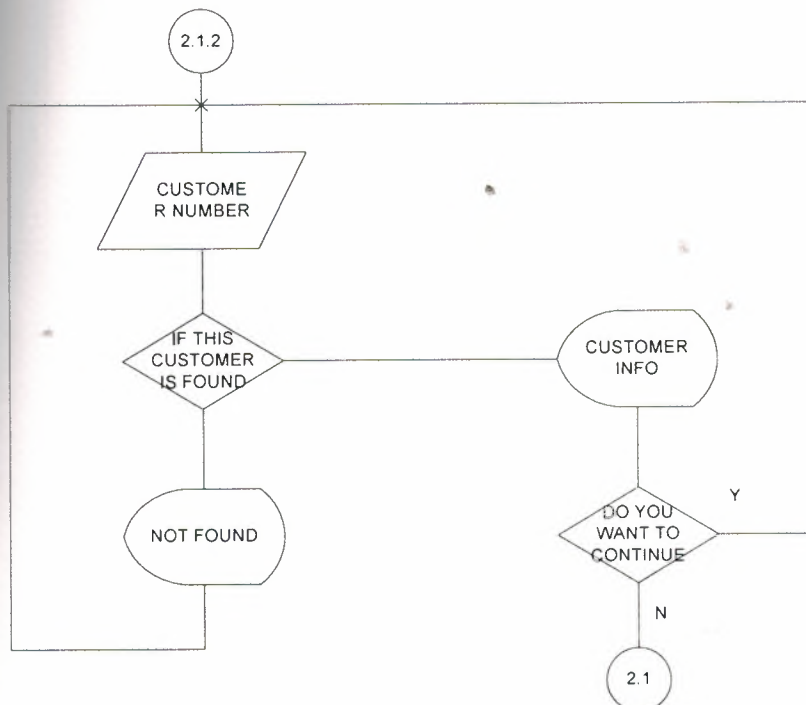 2.1.2
CUSTOME
R NUMBER
IF THIS
CUSTOMER
IS FOUND
CUSTOMER
INFO
NOT FOUND
DO YOU
WANT TO
CONTINUE
Y
N
2.1